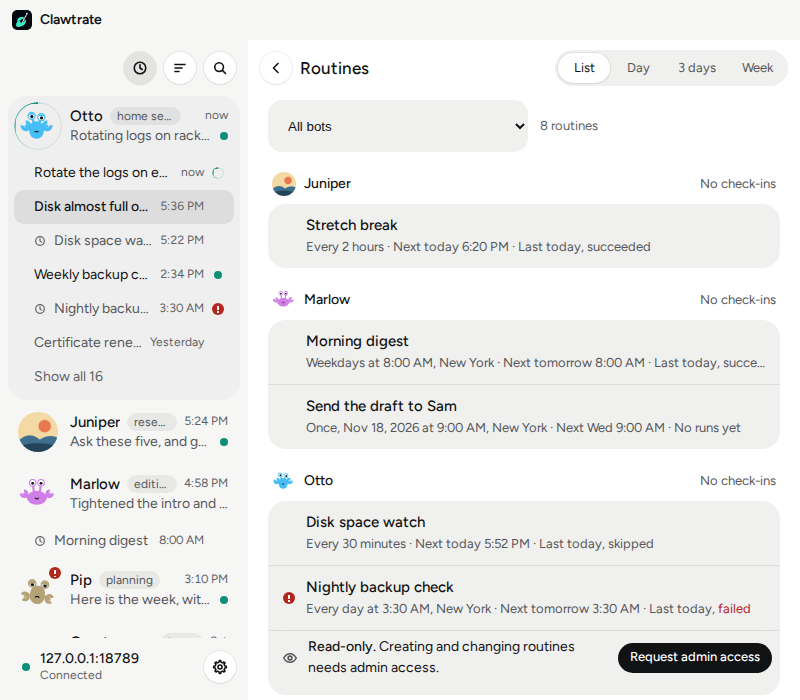 Clawtrate
Otto home se... now
Rotating logs on rack...
Rotate the logs on e... now
Disk almost full o... 5:36 PM
Disk space wa... 5:22 PM
Weekly backup c... 2:34 PM
Nightly backu... 3:30 AM
Certificate rene... Yesterday
Show all 16
Juniper rese... 5:24 PM
Ask these five, and g...
Marlow editi... 4:58 PM
Tightened the intro and ...
Morning digest 8:00 AM
Pip planning 3:10 PM
Here is the week, wit...
127.0.0.1:18789
Connected
Routines
List Day 3 days Week
All bots 8 routines
Juniper No check-ins
Stretch break
Every 2 hours · Next today 6:20 PM · Last today, succeeded
Marlow No check-ins
Morning digest
Weekdays at 8:00 AM, New York · Next tomorrow 8:00 AM · Last today, succe...
Send the draft to Sam
Once, Nov 18, 2026 at 9:00 AM, New York · Next Wed 9:00 AM · No runs yet
Otto No check-ins
Disk space watch
Every 30 minutes · Next today 5:52 PM · Last today, skipped
Nightly backup check
Every day at 3:30 AM, New York · Next tomorrow 3:30 AM · Last today, failed
Read-only. Creating and changing routines
needs admin access.
Request admin access